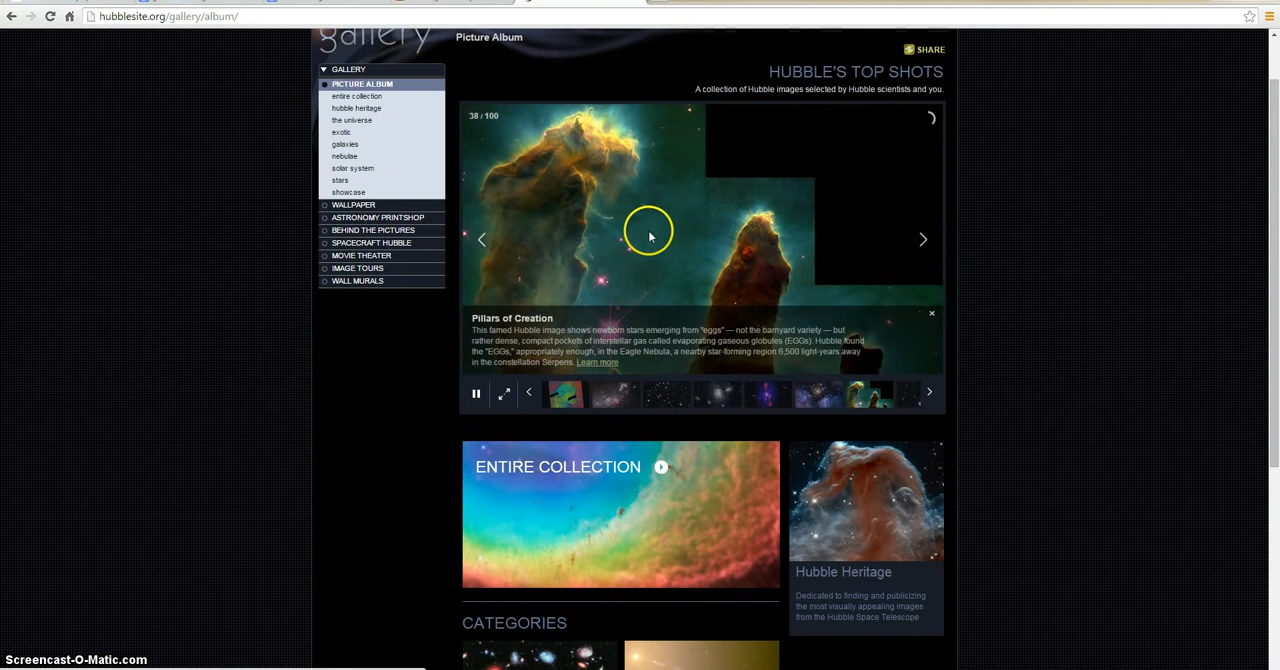 hubblesite.org/gallery/album/
gallery
Picture Album
SHARE
GALLERY
PICTURE ALBUM
entire collection
hubble heritage
the universe
exotic
galaxies
nebulae
solar system
stars
showcase
WALLPAPER
ASTRONOMY PRINTSHOP
BEHIND THE PICTURES
SPACECRAFT HUBBLE
MOVIE THEATER
IMAGE TOURS
WALL MURALS
HUBBLE'S TOP SHOTS
A collection of Hubble images selected by Hubble scientists and you.
38 / 100
Pillars of Creation
This famed Hubble image shows newborn stars emerging from "eggs" — not the barnyard variety — but
rather dense, compact pockets of interstellar gas called evaporating gaseous globules (EGGs). Hubble found
the "EGGs," appropriately enough, in the Eagle Nebula, a nearby star-forming region 6,500 light-years away
in the constellation Serpens. Learn more
ENTIRE COLLECTION
Hubble Heritage
Dedicated to finding and publicizing
the most visually appealing images
from the Hubble Space Telescope
CATEGORIES
Screencast-O-Matic.com